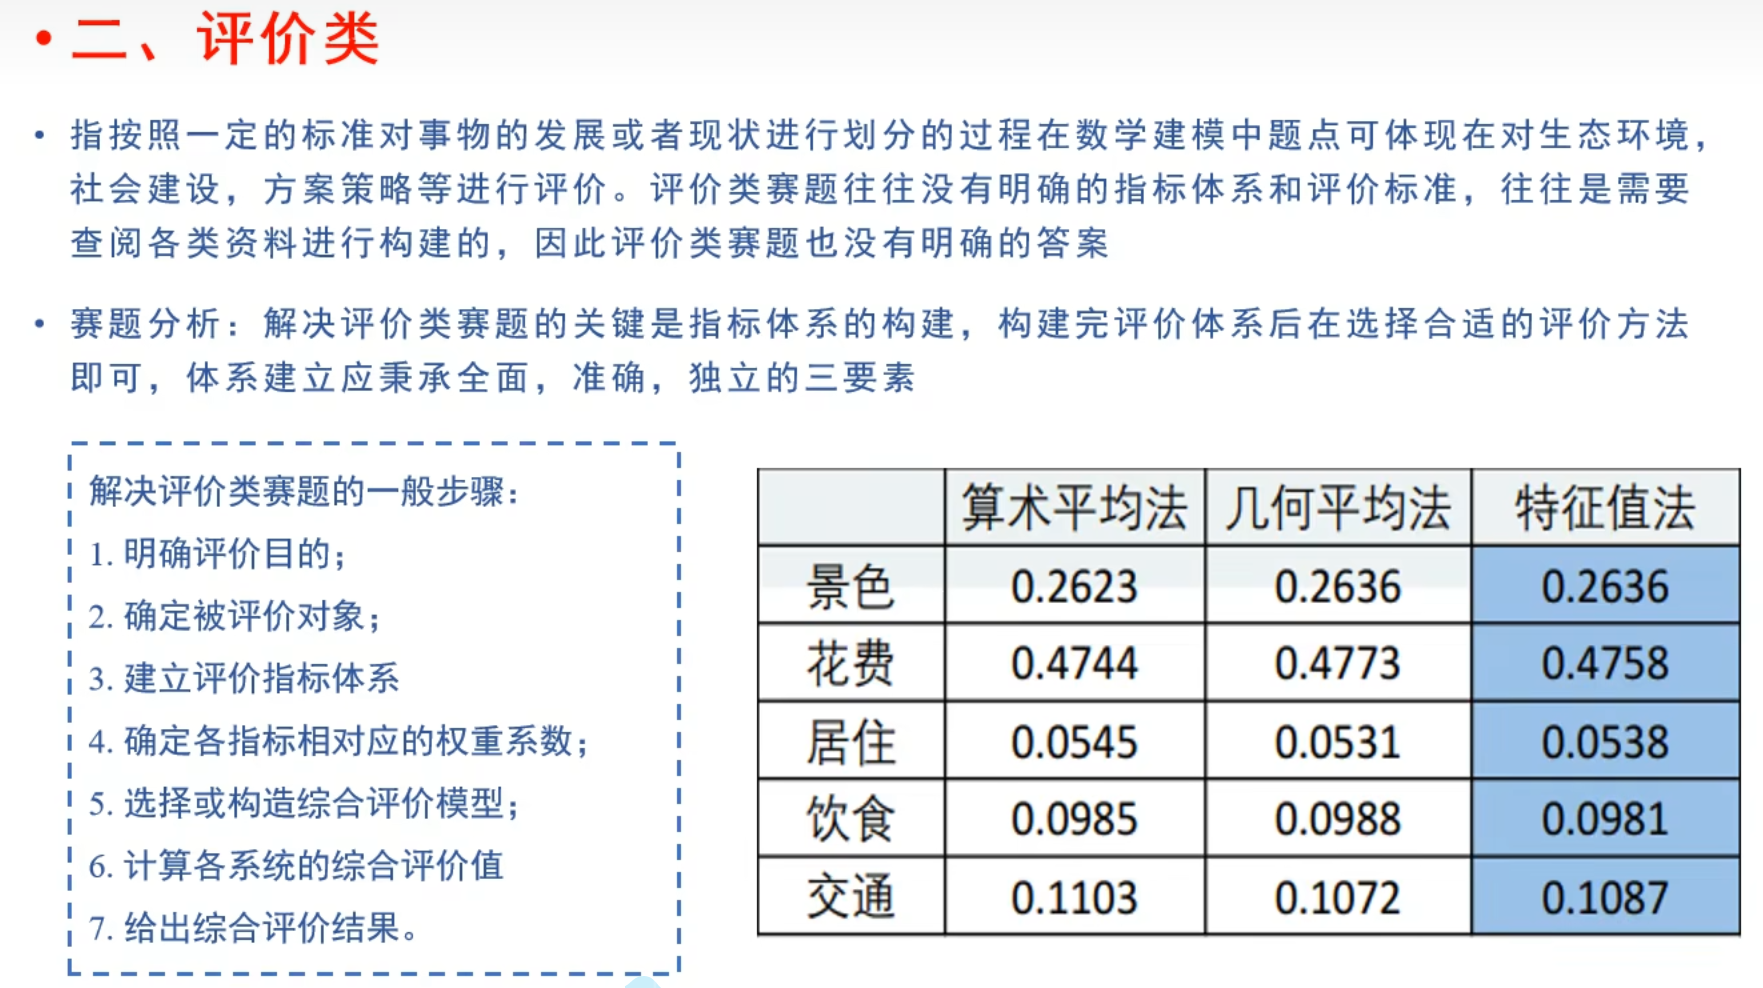 • 二、评价类
• 指按照一定的标准对事物的发展或者现状进行划分的过程在数学建模中题点可体现在对生态环境，
社会建设，方案策略等进行评价。评价类赛题往往没有明确的指标体系和评价标准，往往是需要
查阅各类资料进行构建的，因此评价类赛题也没有明确的答案
• 赛题分析：解决评价类赛题的关键是指标体系的构建，构建完评价体系后在选择合适的评价方法
即可，体系建立应秉承全面，准确，独立的三要素
解决评价类赛题的一般步骤：
1. 明确评价目的；
2. 确定被评价对象；
3. 建立评价指标体系
4. 确定各指标相对应的权重系数；
5. 选择或构造综合评价模型；
6. 计算各系统的综合评价值
7. 给出综合评价结果。
算术平均法 几何平均法 特征值法
景色 0.2623 0.2636 0.2636
花费 0.4744 0.4773 0.4758
居住 0.0545 0.0531 0.0538
饮食 0.0985 0.0988 0.0981
交通 0.1103 0.1072 0.1087